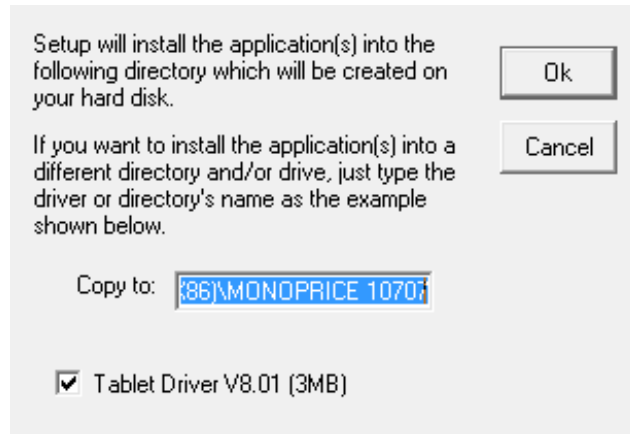 Setup will install the application(s) into the
following directory which will be created on
your hard disk.
Ok
If you want to install the application(s) into a
different directory and/or drive, just type the
driver or directory's name as the example
shown below.
Cancel
Copy to:
(86)\MONOPRICE 10707
Tablet Driver V8.01 (3MB)